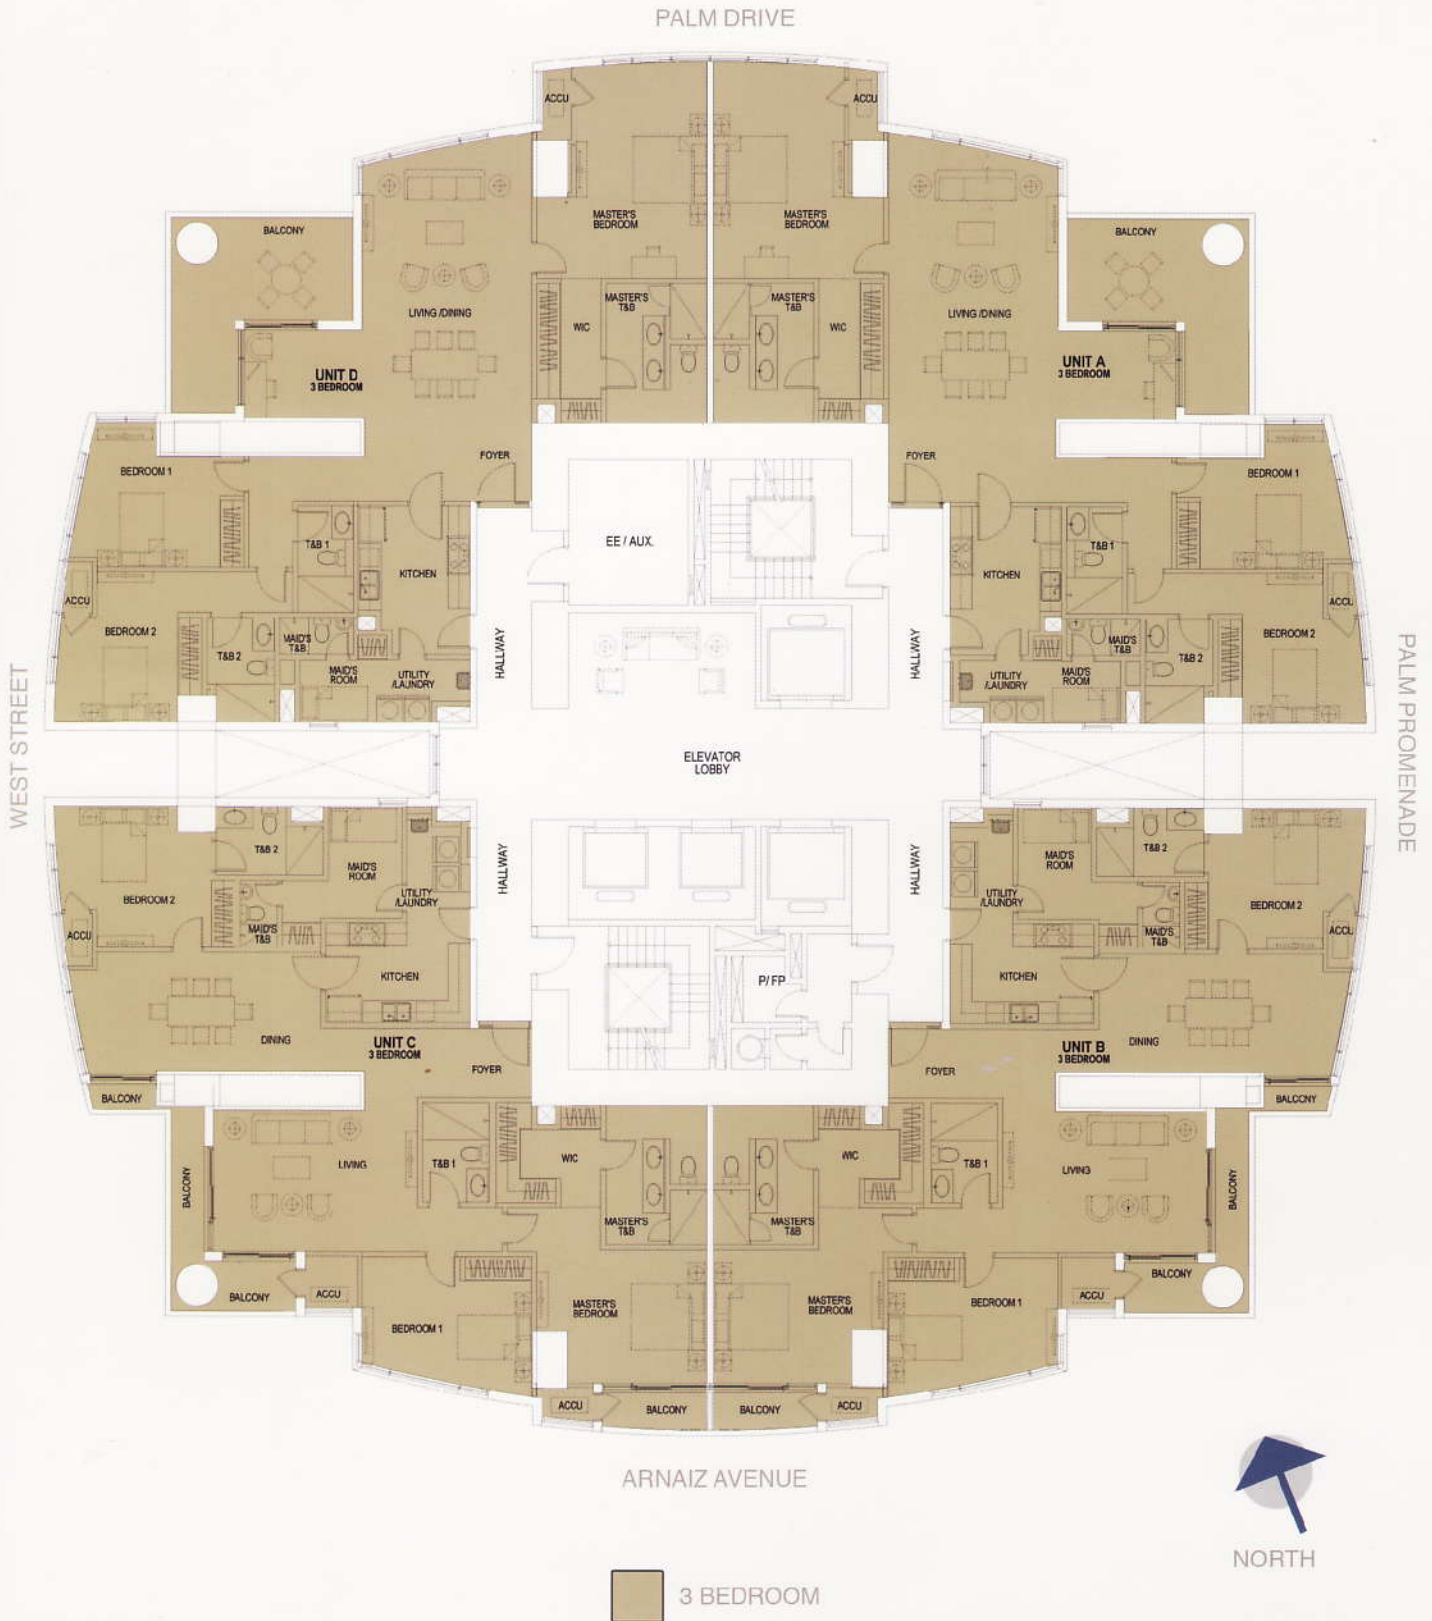 PALM DRIVE
ACCU
ACCU
MASTER'S
BEDROOM
MASTER'S
BEDROOM
BALCONY
BALCONY
MASTER'S
T&B
MASTER'S
T&B
LIVING /DINING
WIC
WIC
LIVING /DINING
UNIT D
3 BEDROOM
UNIT A
3 BEDROOM
FOYER
FOYER
BEDROOM 1
BEDROOM 1
EE / AUX.
T&B 1
T&B 1
KITCHEN
KITCHEN
ACCU
ACCU
BEDROOM 2
BEDROOM 2
MAID'S
T&B
MAID'S
T&B
T&B 2
T&B 2
HALLWAY
HALLWAY
MAID'S
ROOM
UTILITY
/LAUNDRY
UTILITY
/LAUNDRY
MAID'S
ROOM
WEST STREET
PALM PROMENADE
ELEVATOR
LOBBY
T&B 2
T&B 2
MAID'S
ROOM
MAID'S
ROOM
HALLWAY
HALLWAY
UTILITY
/LAUNDRY
UTILITY
/LAUNDRY
BEDROOM 2
BEDROOM 2
ACCU
ACCU
MAID'S
T&B
MAID'S
T&B
KITCHEN
KITCHEN
P/ FP
DINING
DINING
UNIT C
3 BEDROOM
UNIT B
3 BEDROOM
FOYER
FOYER
BALCONY
BALCONY
LIVING
T&B 1
WIC
WIC
T&B 1
LIVING
BALCONY
BALCONY
MASTER'S
T&B
MASTER'S
T&B
BALCONY
ACCU
ACCU
BALCONY
MASTER'S
BEDROOM
MASTER'S
BEDROOM
BEDROOM 1
BEDROOM 1
ACCU
BALCONY
BALCONY
ACCU
ARNAIZ AVENUE
NORTH
3 BEDROOM